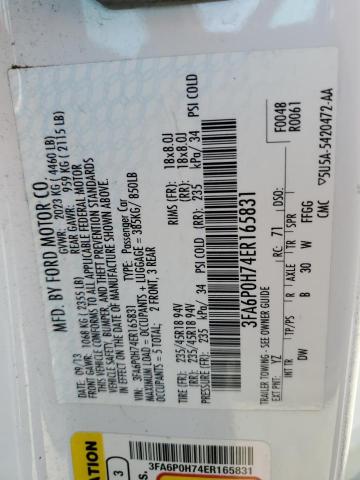 MFD. BY FORD MOTOR CO.
GVWR: 2023 KG ( 4460 LB)
09/13
FRONT GAWR: 1068 KG ( 2355 LB)
REAR GAWR: 959 KG ( 2115 LB)
THIS VEHICLE CONFORMS TO ALL APPLICABLE FEDERAL MOTOR
VEHICLE SAFETY, BUMPER, AND THEFT PREVENTION STANDARDS
IN EFFECT ON THE DATE OF MANUFACTURE SHOWN ABOVE.
VIN: 3FA6P0H74ER165831
TYPE: Passenger Car
MAXIMUM LOAD = OCCUPANTS + LUGGAGE = 385KG/ 850LB
OCCUPANTS = 5 TOTAL: 2 FRONT, 3 REAR
TIRE (FR): 235/45R18 94V RIMS (FR): 18x8.0J
TIRE (RR): 235/45R18 94V RIMS (RR): 18x8.0J
PRESSURE (FR): 235 kPa/ 34 PSI COLD
(RR): 235 kPa/ 34 PSI COLD
3FA6P0H74ER165831
F0048
R0061
TRAILER TOWING - SEE OWNER GUIDE
EXT PNT: YZ RC: 71 DSO:
INT TR TP/PS R AXLE TR SPR
DW B 30 W FFGG
CMC
5U5A-5420472-AA
3FA6P0H74ER165831
3